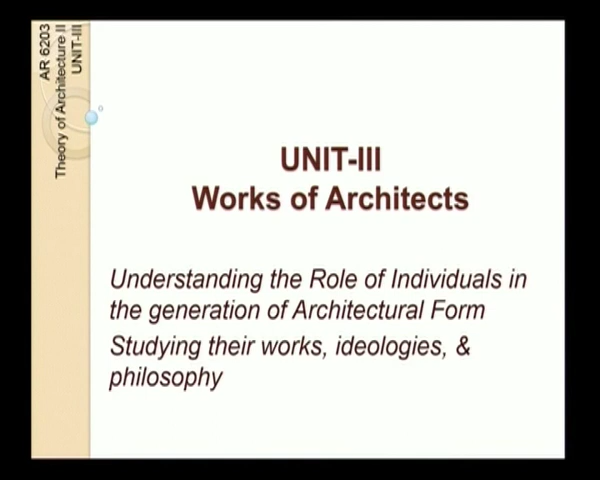 AR 6203
Theory of Architecture II
UNIT-III
UNIT-III
Works of Architects
Understanding the Role of Individuals in
the generation of Architectural Form
Studying their works, ideologies, &
philosophy